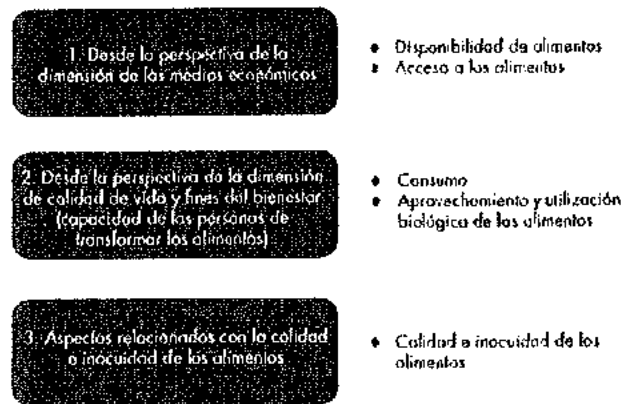 1. Desde la perspectiva de la
dimensión de los medios económicos
• Disponibilidad de alimentos
• Acceso a los alimentos
2. Desde la perspectiva de la dimensión
de calidad de vida y fines del bienestar
(capacidad de las personas de
transformar los alimentos)
• Consumo
• Aprovechamiento y utilización
biológica de los alimentos
3. Aspectos relacionados con la calidad
e inocuidad de los alimentos
• Calidad e inocuidad de los
alimentos